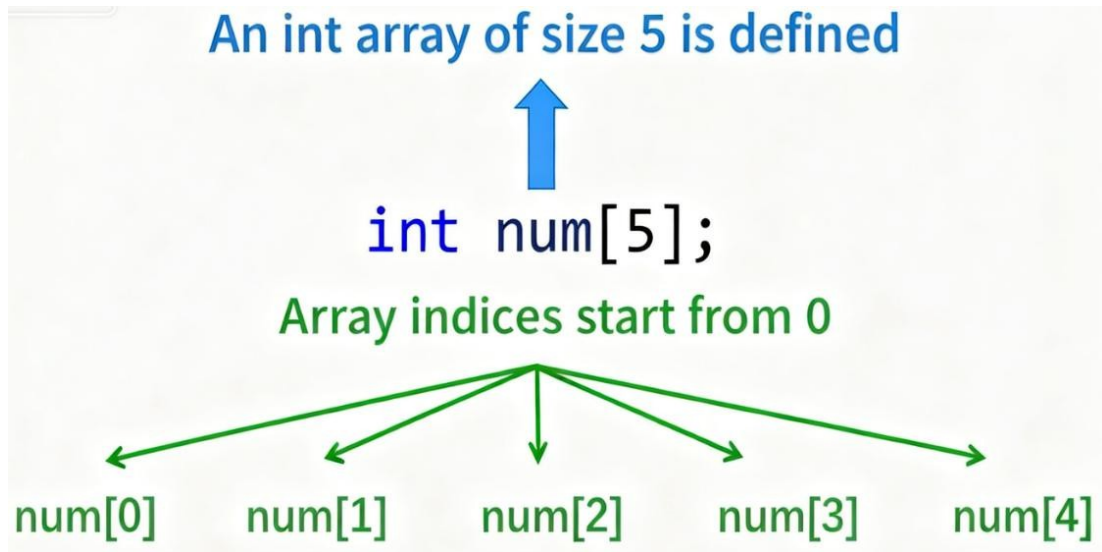 An int array of size 5 is defined
int num[5];
Array indices start from 0
num[0] num[1] num[2] num[3] num[4]